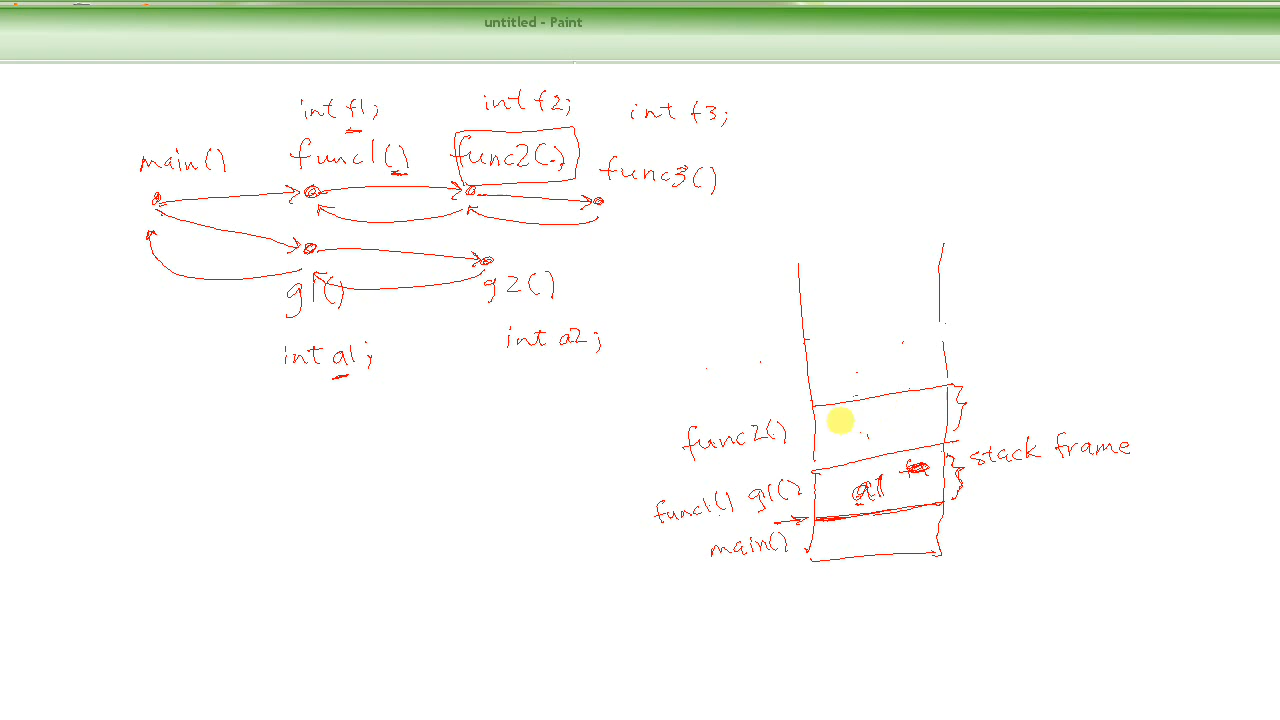 untitled - Paint
int f1;
int f2;
int f3;
main()
func1()
func2(.)
func3()
g1()
g2()
int a1;
int a2;
func2()
stack frame
func1() g1()
a1
main()